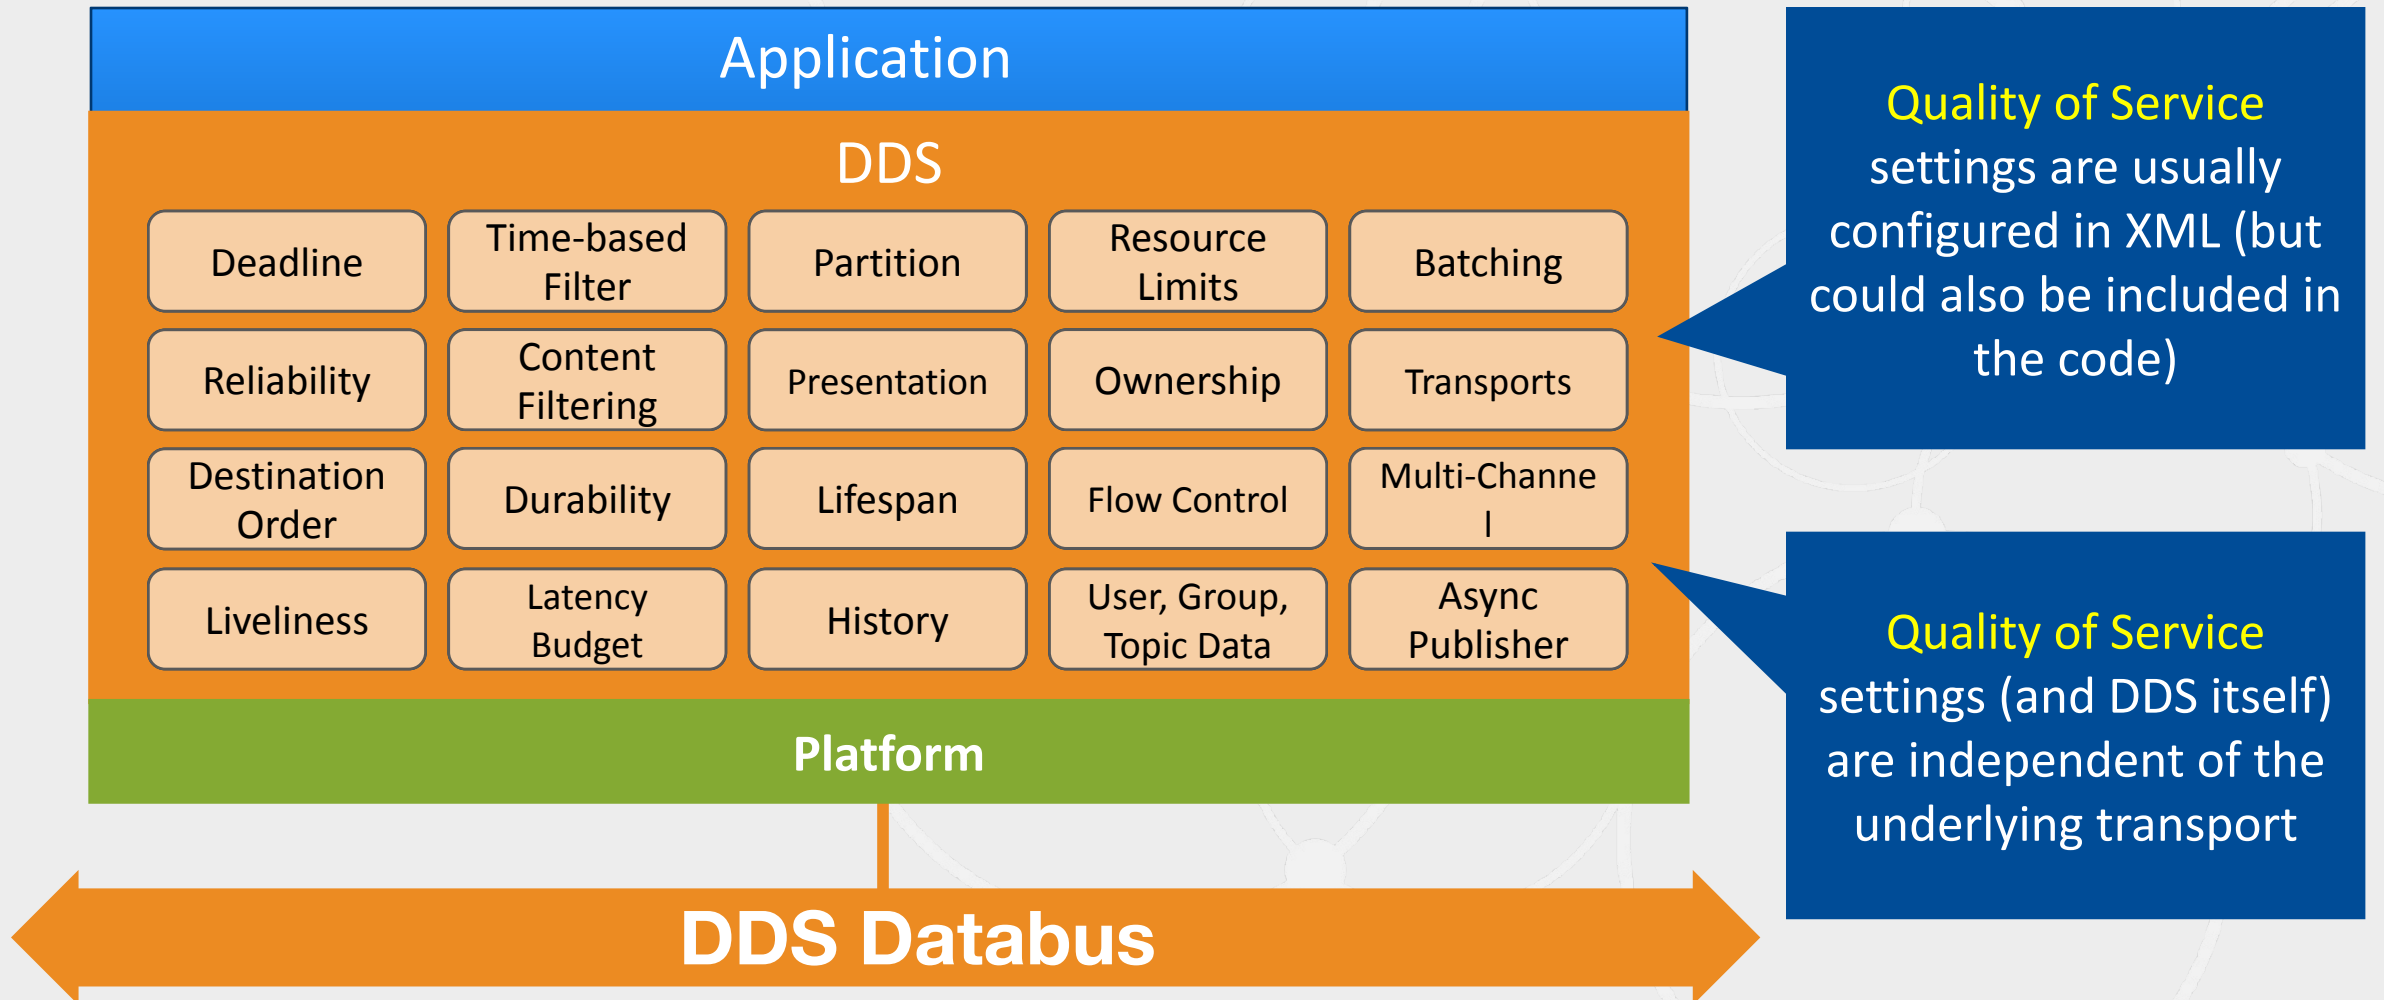 Application
DDS
Deadline
Time-based
Filter
Partition
Resource
Limits
Batching
Reliability
Content
Filtering
Presentation
Ownership
Transports
Destination
Order
Durability
Lifespan
Flow Control
Multi-Channe
l
Liveliness
Latency
Budget
History
User, Group,
Topic Data
Async
Publisher
Platform
DDS Databus
Quality of Service
settings are usually
configured in XML (but
could also be included in
the code)
Quality of Service
settings (and DDS itself)
are independent of the
underlying transport